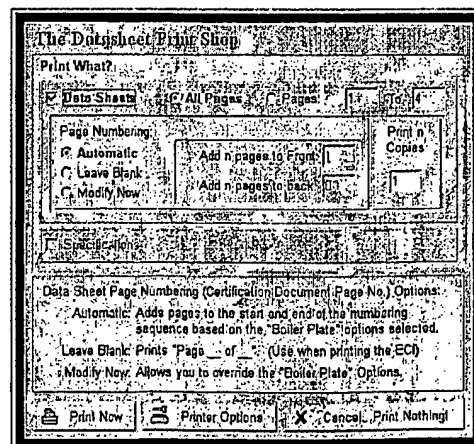 The Datasheet Print Shop
Print What?
Data Sheets All Pages Pages: 1 To 4
Page Numbering: Print n Copies
Automatic Add n pages to Front 1
Leave Blank Add n pages to back 0 1
Modify Now
Specification
Data Sheet Page Numbering (Certification Document Page No.) Options:
Automatic: Adds pages to the start and end of the numbering
sequence based on the "Boiler Plate" options selected.
Leave Blank: Prints "Page __ of __" (Use when printing the ECI)
Modify Now: Allows you to override the "Boiler Plate" Options.
Print Now Printer Options Cancel. Print Nothing!